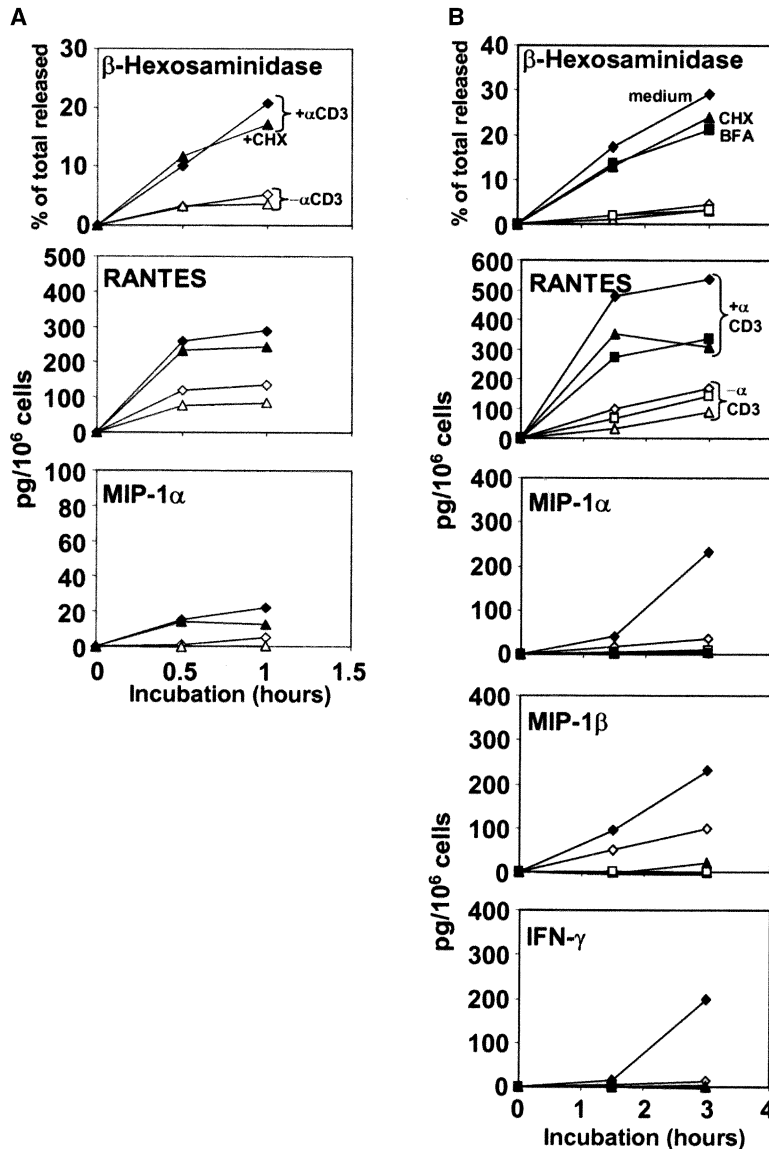 A
β-Hexosaminidase
% of total released
30
20
10
0
+αCD3
+CHX
−αCD3
RANTES
500
400
300
200
100
0
pg/10⁶ cells
MIP-1α
100
80
60
40
20
0
0 0.5 1 1.5
Incubation (hours)
B
β-Hexosaminidase
% of total released
40
30
20
10
0
medium
CHX
BFA
RANTES
600
500
400
300
200
100
0
+α
CD3
−α
CD3
pg/10⁶ cells
MIP-1α
400
300
200
100
0
MIP-1β
400
300
200
100
0
pg/10⁶ cells
IFN-γ
400
300
200
100
0
0 1 2 3 4
Incubation (hours)